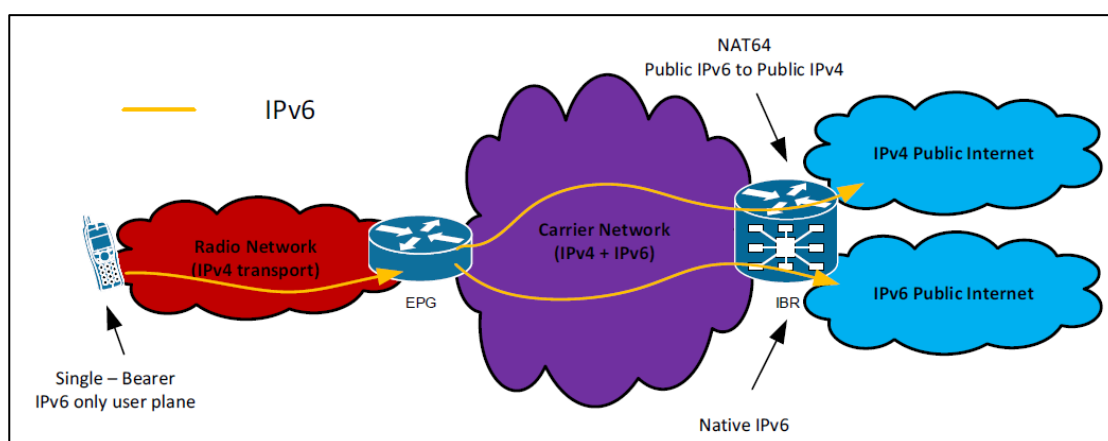 NAT64
Public IPv6 to Public IPv4
IPv6
IPv4 Public Internet
Radio Network
(IPv4 transport)
Carrier Network
(IPv4 + IPv6)
EPG
IBR
IPv6 Public Internet
Single – Bearer
IPv6 only user plane
Native IPv6